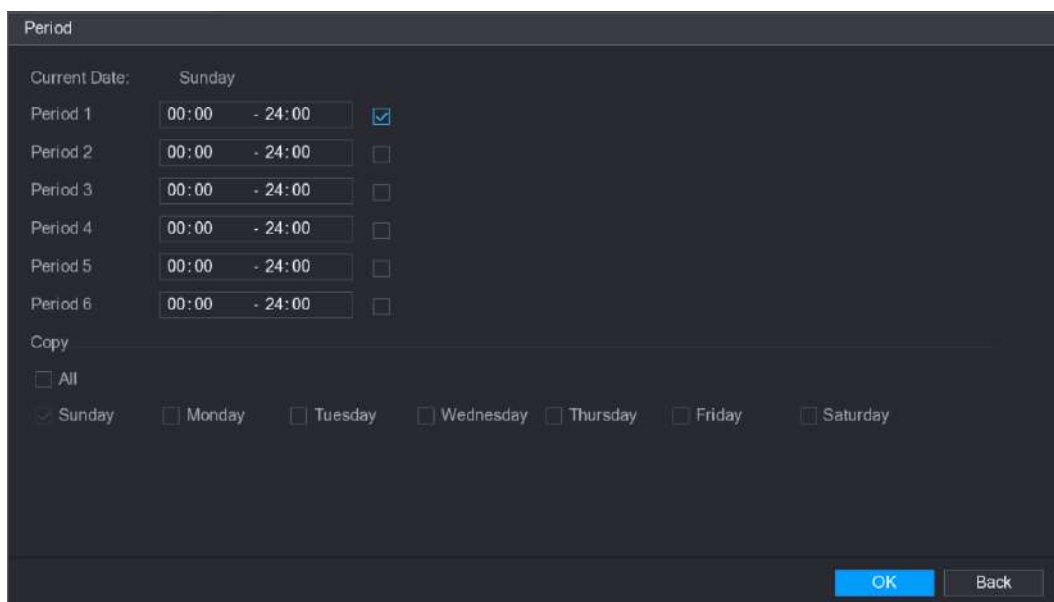 Period
Current Date: Sunday
Period 1 00:00 - 24:00
Period 2 00:00 - 24:00
Period 3 00:00 - 24:00
Period 4 00:00 - 24:00
Period 5 00:00 - 24:00
Period 6 00:00 - 24:00
Copy
All
Sunday Monday Tuesday Wednesday Thursday Friday Saturday
OK Back